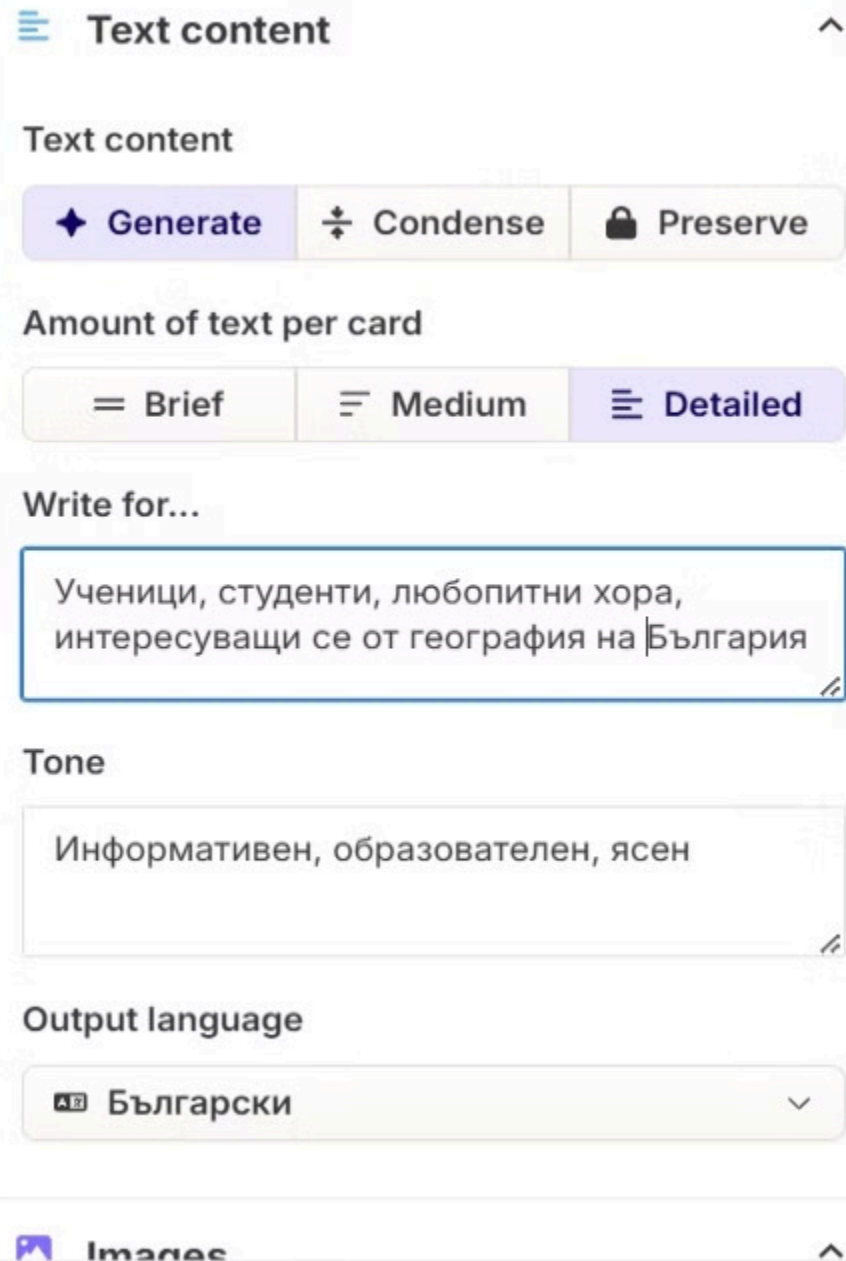 Text content
Text content
Generate
Condense
Preserve
Amount of text per card
Brief
Medium
Detailed
Write for...
Ученици, студенти, любопитни хора,
интересуващи се от география на България
Tone
Информативен, образователен, ясен
Output language
Български
Images